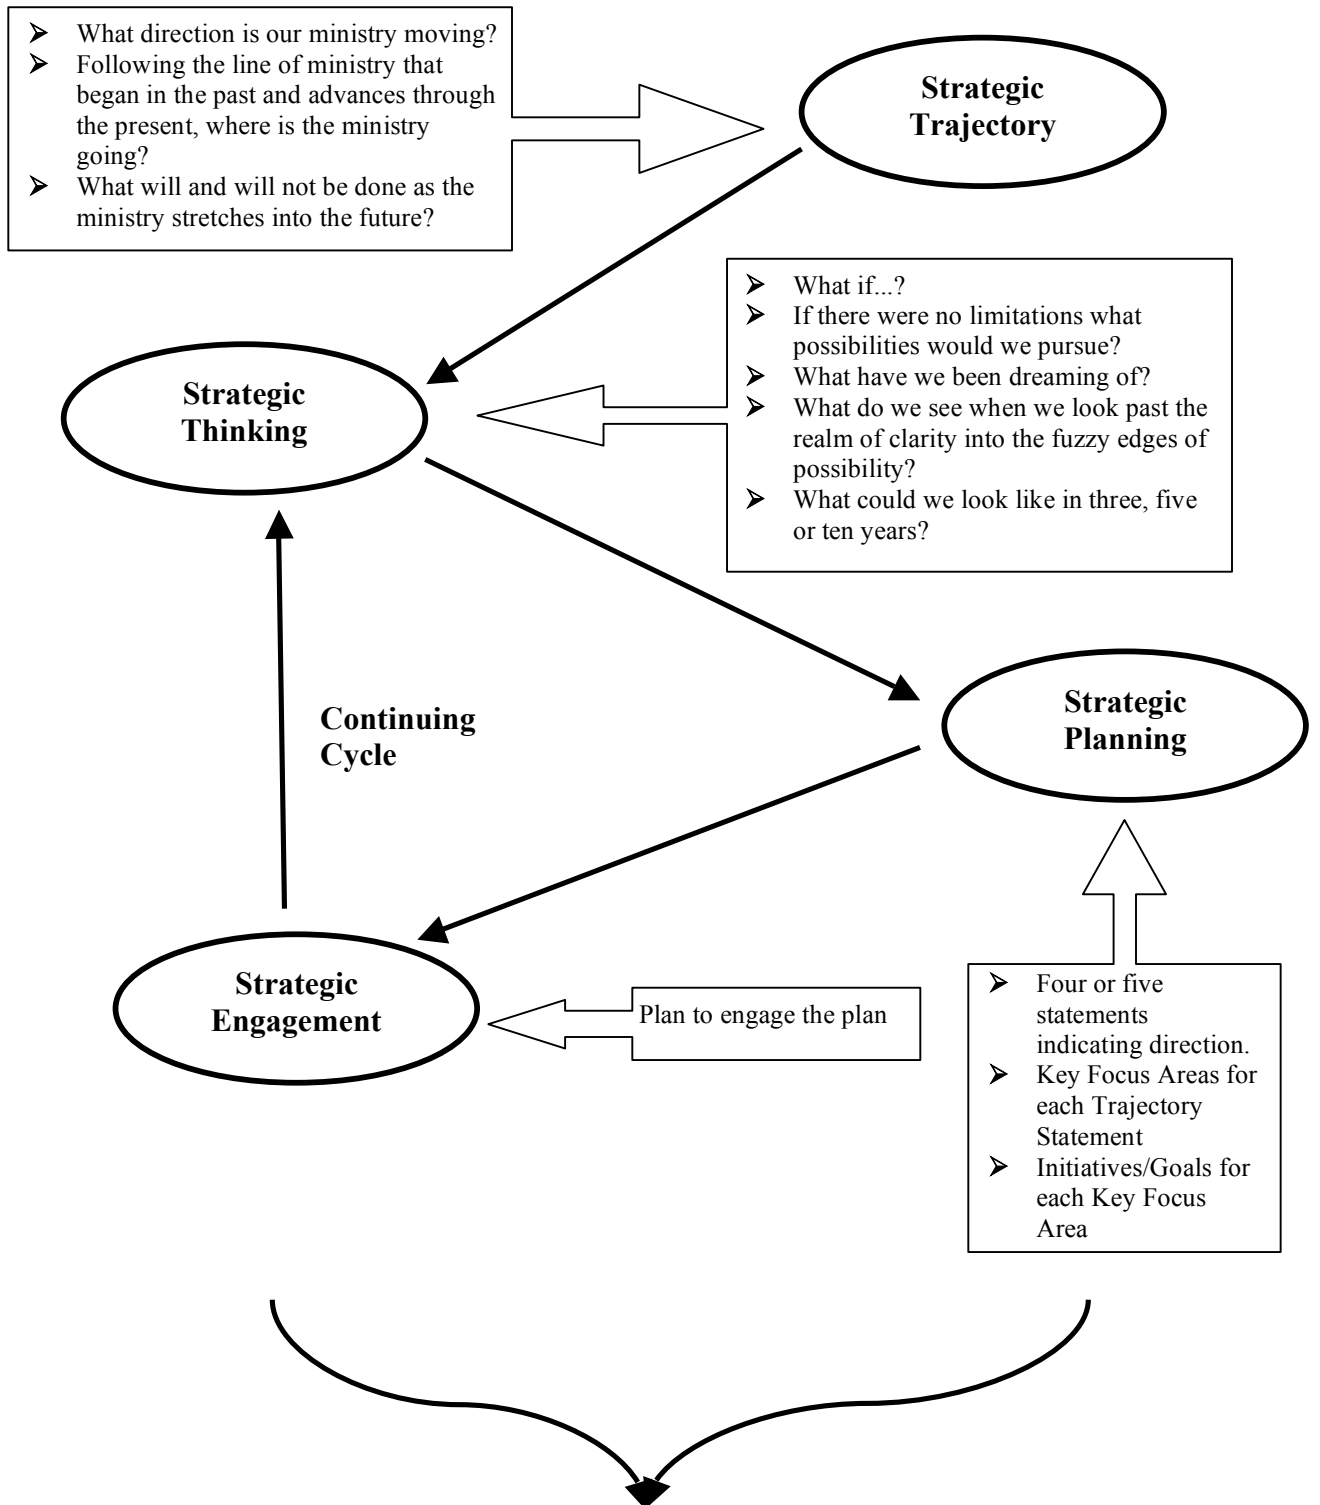 ➢ What direction is our ministry moving?
➢ Following the line of ministry that
began in the past and advances through
the present, where is the ministry
going?
➢ What will and will not be done as the
ministry stretches into the future?
Strategic
Trajectory
➢ What if...?
➢ If there were no limitations what
possibilities would we pursue?
➢ What have we been dreaming of?
➢ What do we see when we look past the
realm of clarity into the fuzzy edges of
possibility?
➢ What could we look like in three, five
or ten years?
Strategic
Thinking
Continuing
Cycle
Strategic
Planning
Strategic
Engagement
Plan to engage the plan
➢ Four or five
statements
indicating direction.
➢ Key Focus Areas for
each Trajectory
Statement
➢ Initiatives/Goals for
each Key Focus
Area